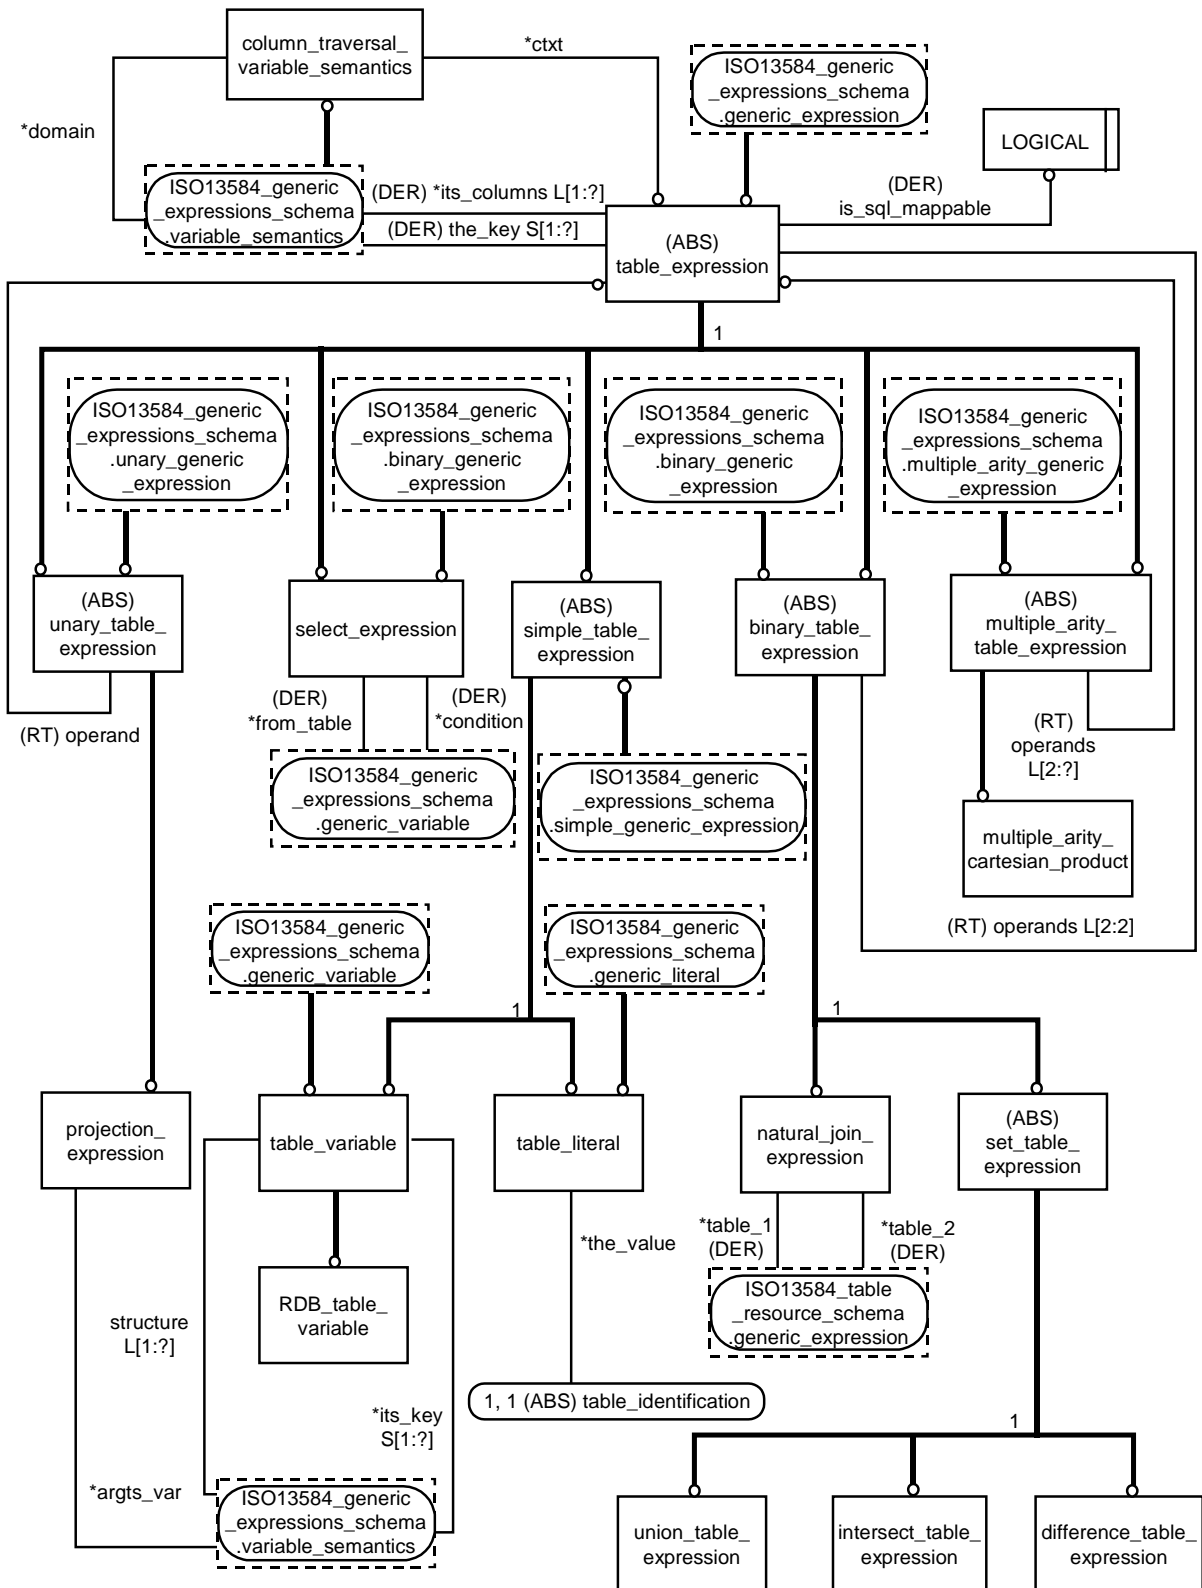 column_traversal_
variable_semantics
*ctxt
ISO13584_generic
_expressions_schema
.generic_expression
*domain
LOGICAL
ISO13584_generic
_expressions_schema
.variable_semantics
(DER) *its_columns L[1:?]
(DER) the_key S[1:?]
(DER)
is_sql_mappable
(ABS)
table_expression
1
ISO13584_generic
_expressions_schema
.unary_generic
_expression
ISO13584_generic
_expressions_schema
.binary_generic
_expression
ISO13584_generic
_expressions_schema
.binary_generic
_expression
ISO13584_generic
_expressions_schema
.multiple_arity_generic
_expression
(ABS)
unary_table_
expression
select_expression
(ABS)
simple_table_
expression
(ABS)
binary_table_
expression
(ABS)
multiple_arity_
table_expression
(RT) operand
(DER)
*from_table
(DER)
*condition
(RT)
operands
L[2:?]
ISO13584_generic
_expressions_schema
.generic_variable
ISO13584_generic
_expressions_schema
.simple_generic_expression
multiple_arity_
cartesian_product
ISO13584_generic
_expressions_schema
.generic_variable
ISO13584_generic
_expressions_schema
.generic_literal
(RT) operands L[2:2]
1
1
projection_
expression
table_variable
table_literal
natural_join_
expression
(ABS)
set_table_
expression
*the_value
*table_1
(DER)
*table_2
(DER)
RDB_table_
variable
structure
L[1:?]
ISO13584_table
_resource_schema
.generic_expression
1, 1 (ABS) table_identification
*its_key
S[1:?]
1
*argts_var
ISO13584_generic
_expressions_schema
.variable_semantics
union_table_
expression
intersect_table_
expression
difference_table_
expression